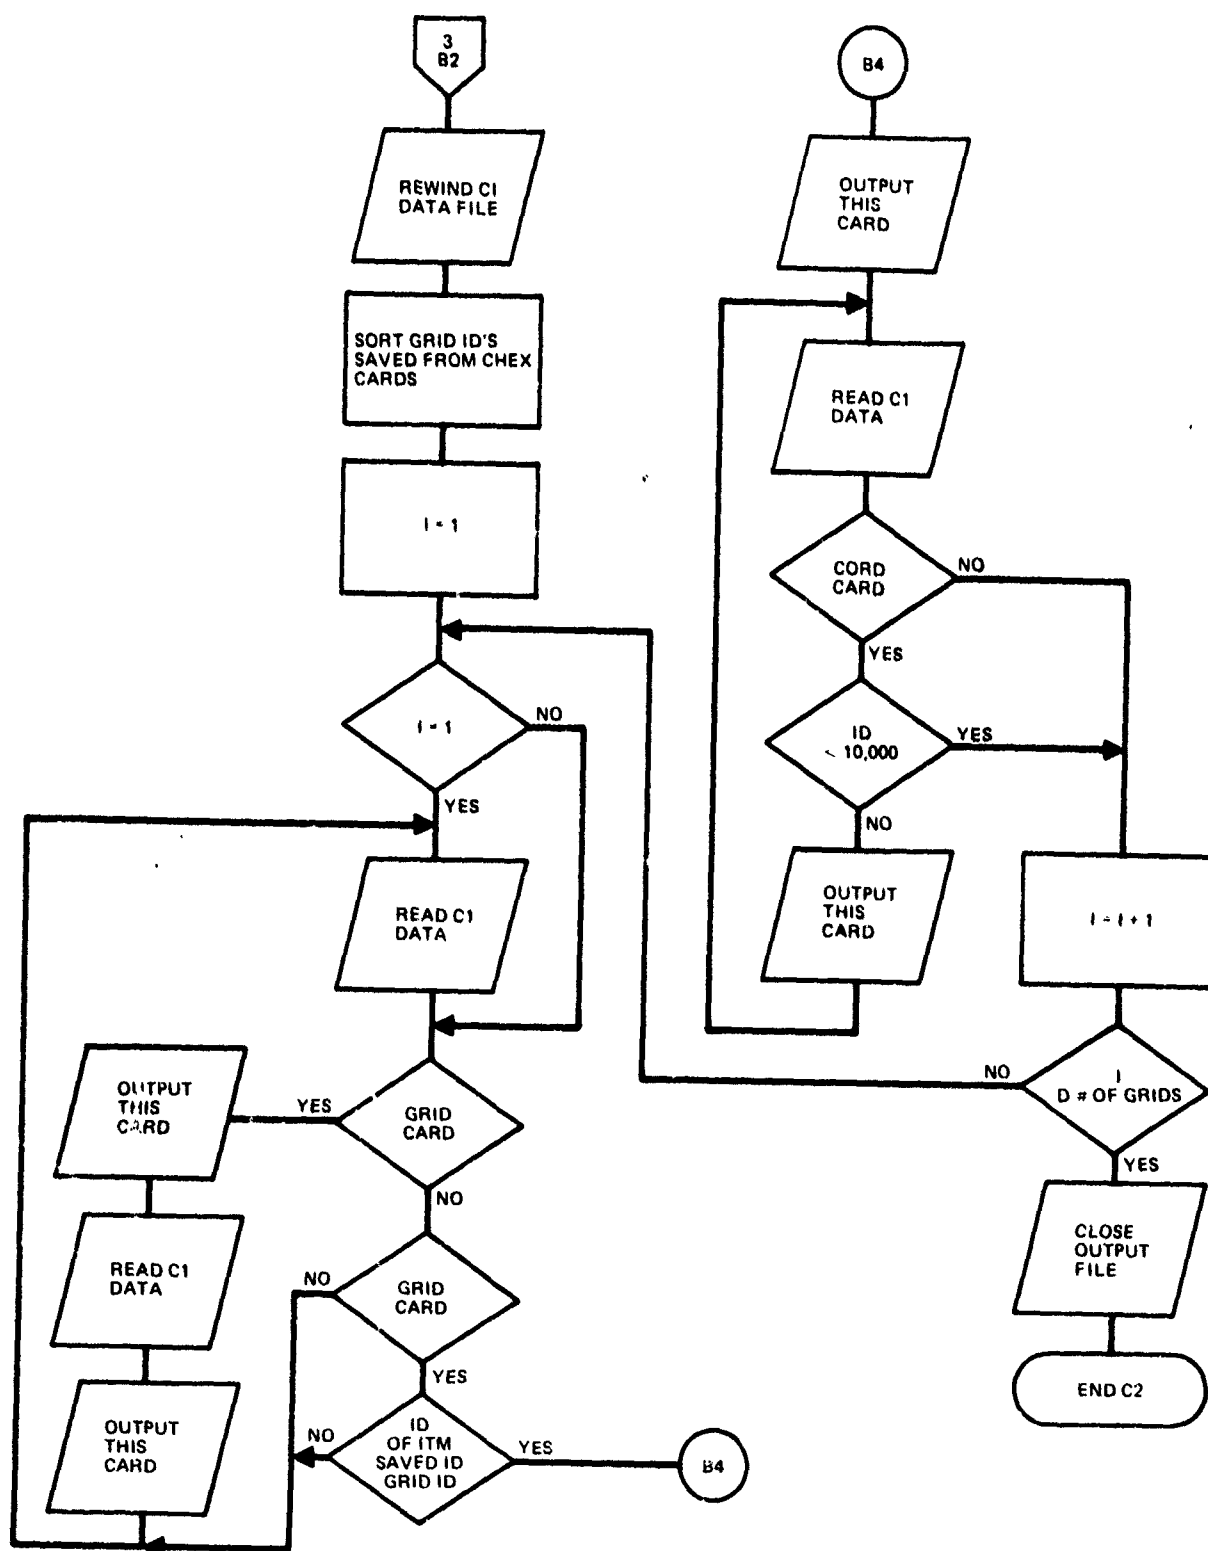 3
B2
REWIND C1
DATA FILE
SORT GRID ID'S
SAVED FROM CHEX
CARDS
I = 1
I = 1
NO
YES
READ C1
DATA
GRID
CARD
YES
NO
OUTPUT
THIS
CARD
READ C1
DATA
OUTPUT
THIS
CARD
GRID
CARD
NO
YES
ID
OF ITM
SAVED ID
GRID ID
NO
YES
B4
B4
OUTPUT
THIS
CARD
READ C1
DATA
CORD
CARD
NO
YES
ID
< 10,000
YES
NO
OUTPUT
THIS
CARD
I = I + 1
I
D # OF GRIDS
NO
YES
CLOSE
OUTPUT
FILE
END C2